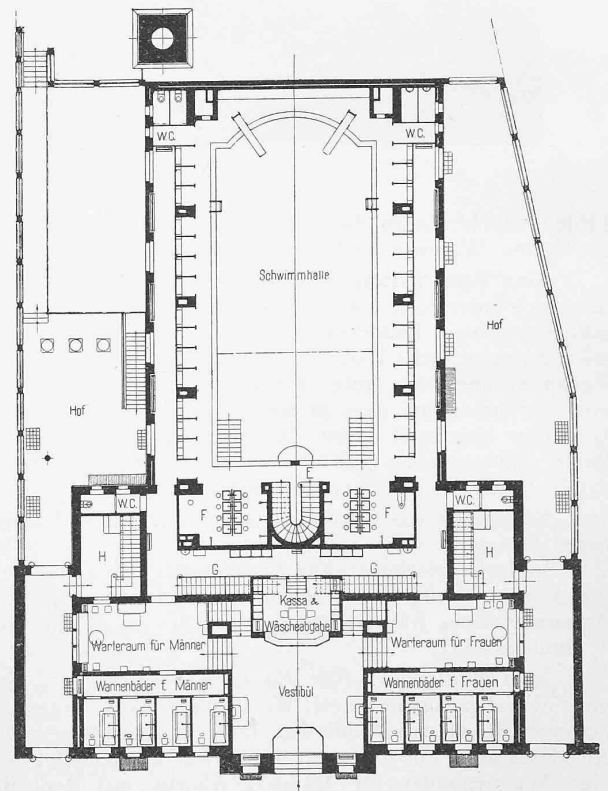 W.C.
W.C.
Schwimmhalle
Hof
Hof
E
W.C.
F
F
W.C.
H
H
G
G
Kassa &
Wäscheabgabe
Warteraum für Männer
Warteraum für Frauen
Wannenbäder f. Männer
Vestibül
Wannenbäder f. Frauen